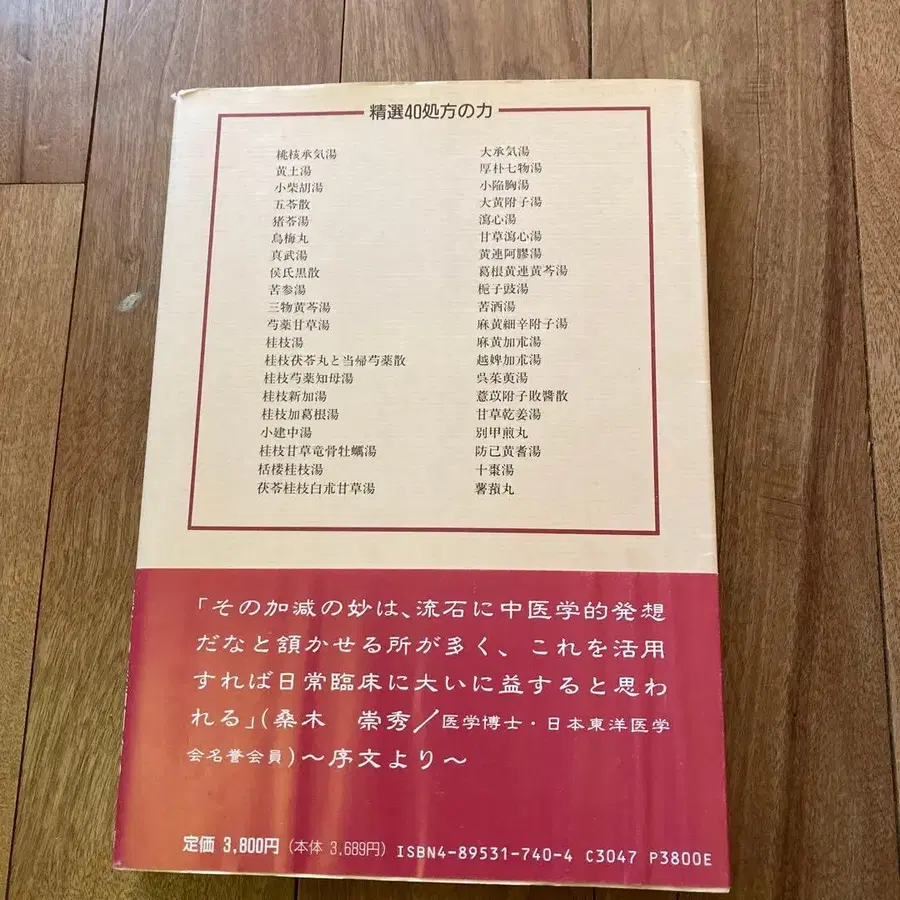 精選40処方の力
桃核承気湯
黄土湯
小柴胡湯
五苓散
猪苓湯
烏梅丸
真武湯
侯氏黒散
苦参湯
三物黄芩湯
芍薬甘草湯
桂枝湯
桂枝茯苓丸と当帰芍薬散
桂枝芍薬知母湯
桂枝新加湯
桂枝加葛根湯
小建中湯
桂枝甘草竜骨牡蠣湯
栝楼桂枝湯
茯苓桂枝白朮甘草湯
大承気湯
厚朴七物湯
小陥胸湯
大黄附子湯
瀉心湯
甘草瀉心湯
黄連阿膠湯
葛根黄連黄芩湯
梔子豉湯
苦酒湯
麻黄細辛附子湯
麻黄加朮湯
越婢加朮湯
呉茱萸湯
薏苡附子敗醬散
甘草乾姜湯
別甲煎丸
防已黄耆湯
十棗湯
薯蕷丸
「その加減の妙は、流石に中医学的発想
だなと頷かせる所が多く、これを活用
すれば日常臨床に大いに益すると思わ
れる」(桑木 崇秀/医学博士・日本東洋医学
会名誉会員)～序文より～
定価 3,800円 (本体 3,689円) ISBN4-89531-740-4 C3047 P3800E